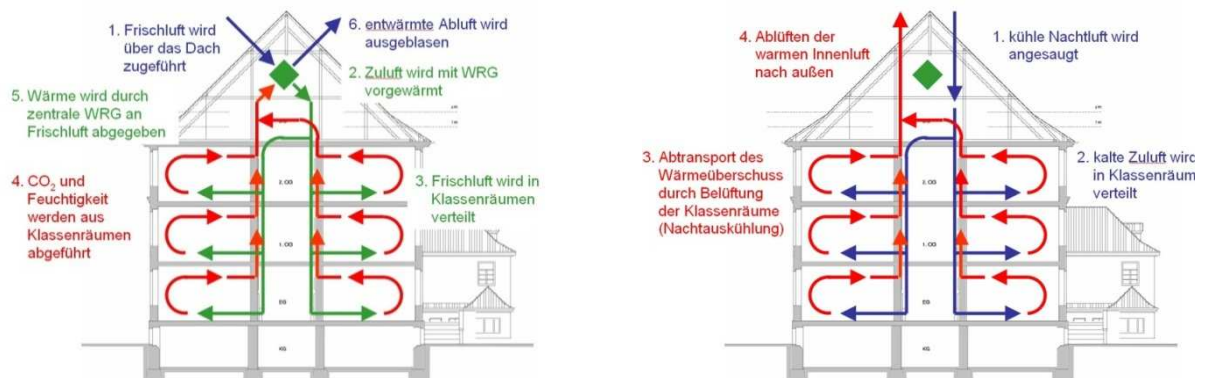 1. Frischluft wird
über das Dach
zugeführt
6. entwärmte Abluft wird
ausgeblasen
2. Zuluft wird mit WRG
vorgewärmt
5. Wärme wird durch
zentrale WRG an
Frischluft abgegeben
4. CO₂ und
Feuchtigkeit
werden aus
Klassenräumen
abgeführt
3. Frischluft wird in
Klassenräumen
verteilt
2. OG
1. OG
EG
KG
4. Ablüften der
warmen Innenluft
nach außen
1. kühle Nachtluft wird
angesaugt
3. Abtransport des
Wärmeüberschuss
durch Belüftung
der Klassenräume
(Nachtauskühlung)
2. kalte Zuluft wird
in Klassenräum
verteilt
2. OG
1. OG
EG
KG